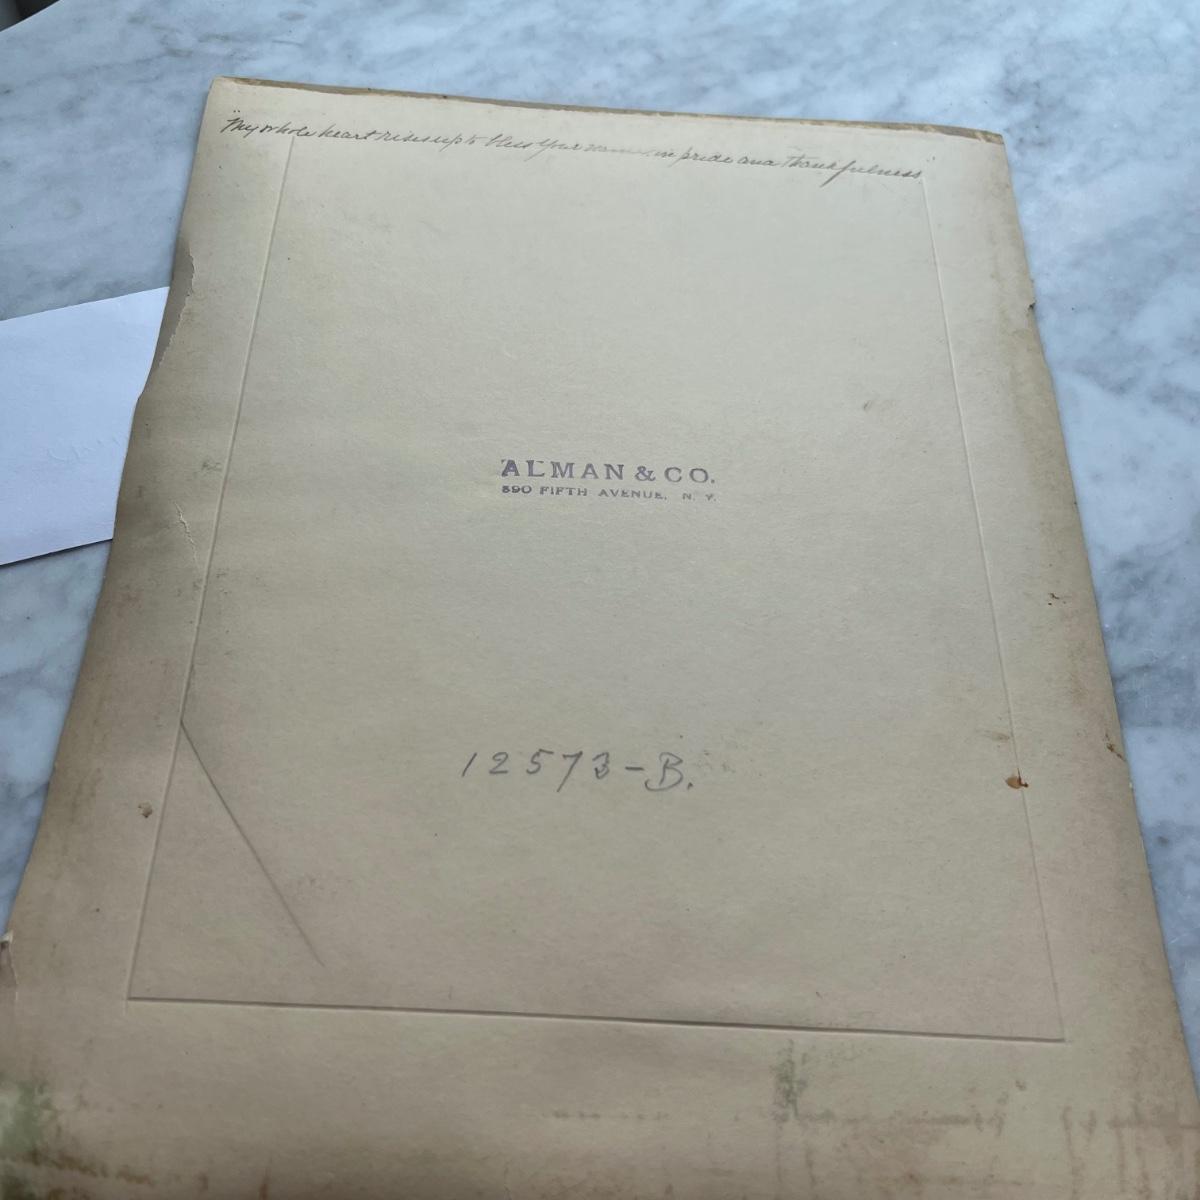 "My whole heart rises up to bless Your name in pride and thankfulness"
ALMAN & CO.
590 FIFTH AVENUE, N. Y.
12573-B.